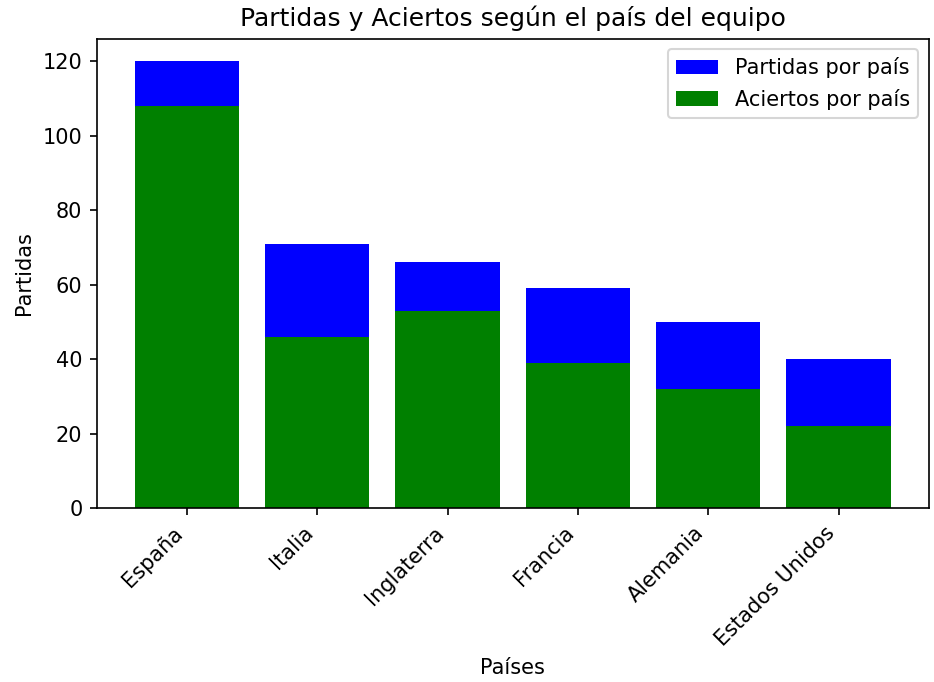 Partidas y Aciertos según el país del equipo
Partidas por país
Aciertos por país
Partidas
120
100
80
60
40
20
0
España
Italia
Inglaterra
Francia
Alemania
Estados Unidos
Países